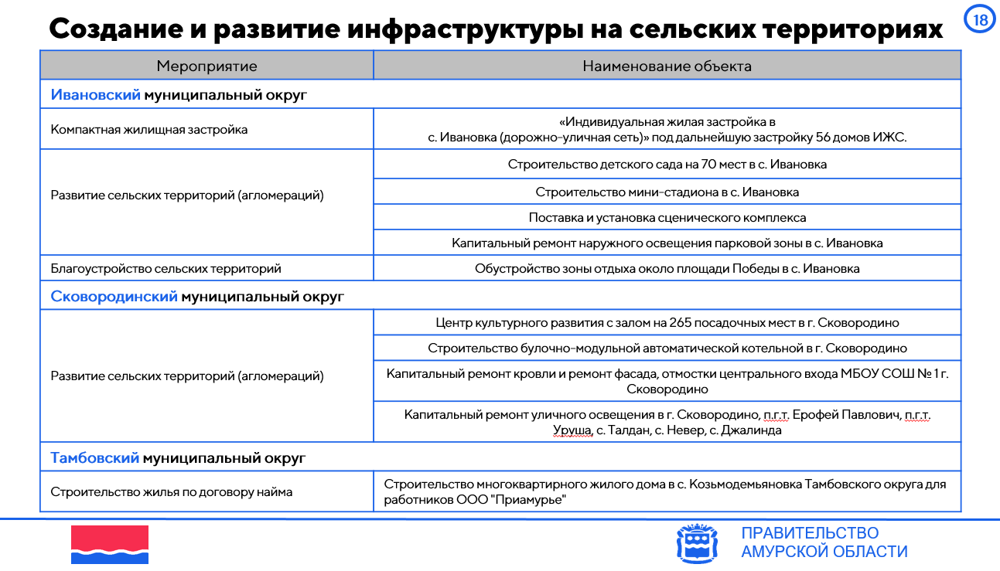 Создание и развитие инфраструктуры на сельских территориях
18
Мероприятие
Наименование объекта
Ивановский муниципальный округ
Компактная жилищная застройка
«Индивидуальная жилая застройка в
с. Ивановка (дорожно-уличная сеть)» под дальнейшую застройку 56 домов ИЖС.
Развитие сельских территорий (агломераций)
Строительство детского сада на 70 мест в с. Ивановка
Строительство мини-стадиона в с. Ивановка
Поставка и установка сценического комплекса
Капитальный ремонт наружного освещения парковой зоны в с. Ивановка
Благоустройство сельских территорий
Обустройство зоны отдыха около площади Победы в с. Ивановка
Сковородинский муниципальный округ
Развитие сельских территорий (агломераций)
Центр культурного развития с залом на 265 посадочных мест в г. Сковородино
Строительство булочно-модульной автоматической котельной в г. Сковородино
Капитальный ремонт кровли и ремонт фасада, отмостки центрального входа МБОУ СОШ № 1 г.
Сковородино
Капитальный ремонт уличного освещения в г. Сковородино, п.г.т. Ерофей Павлович, п.г.т.
Уруша, с. Талдан, с. Невер, с. Джалинда
Тамбовский муниципальный округ
Строительство жилья по договору найма
Строительство многоквартирного жилого дома в с. Козьмодемьяновка Тамбовского округа для
работников ООО "Приамурье"
ПРАВИТЕЛЬСТВО
АМУРСКОЙ ОБЛАСТИ